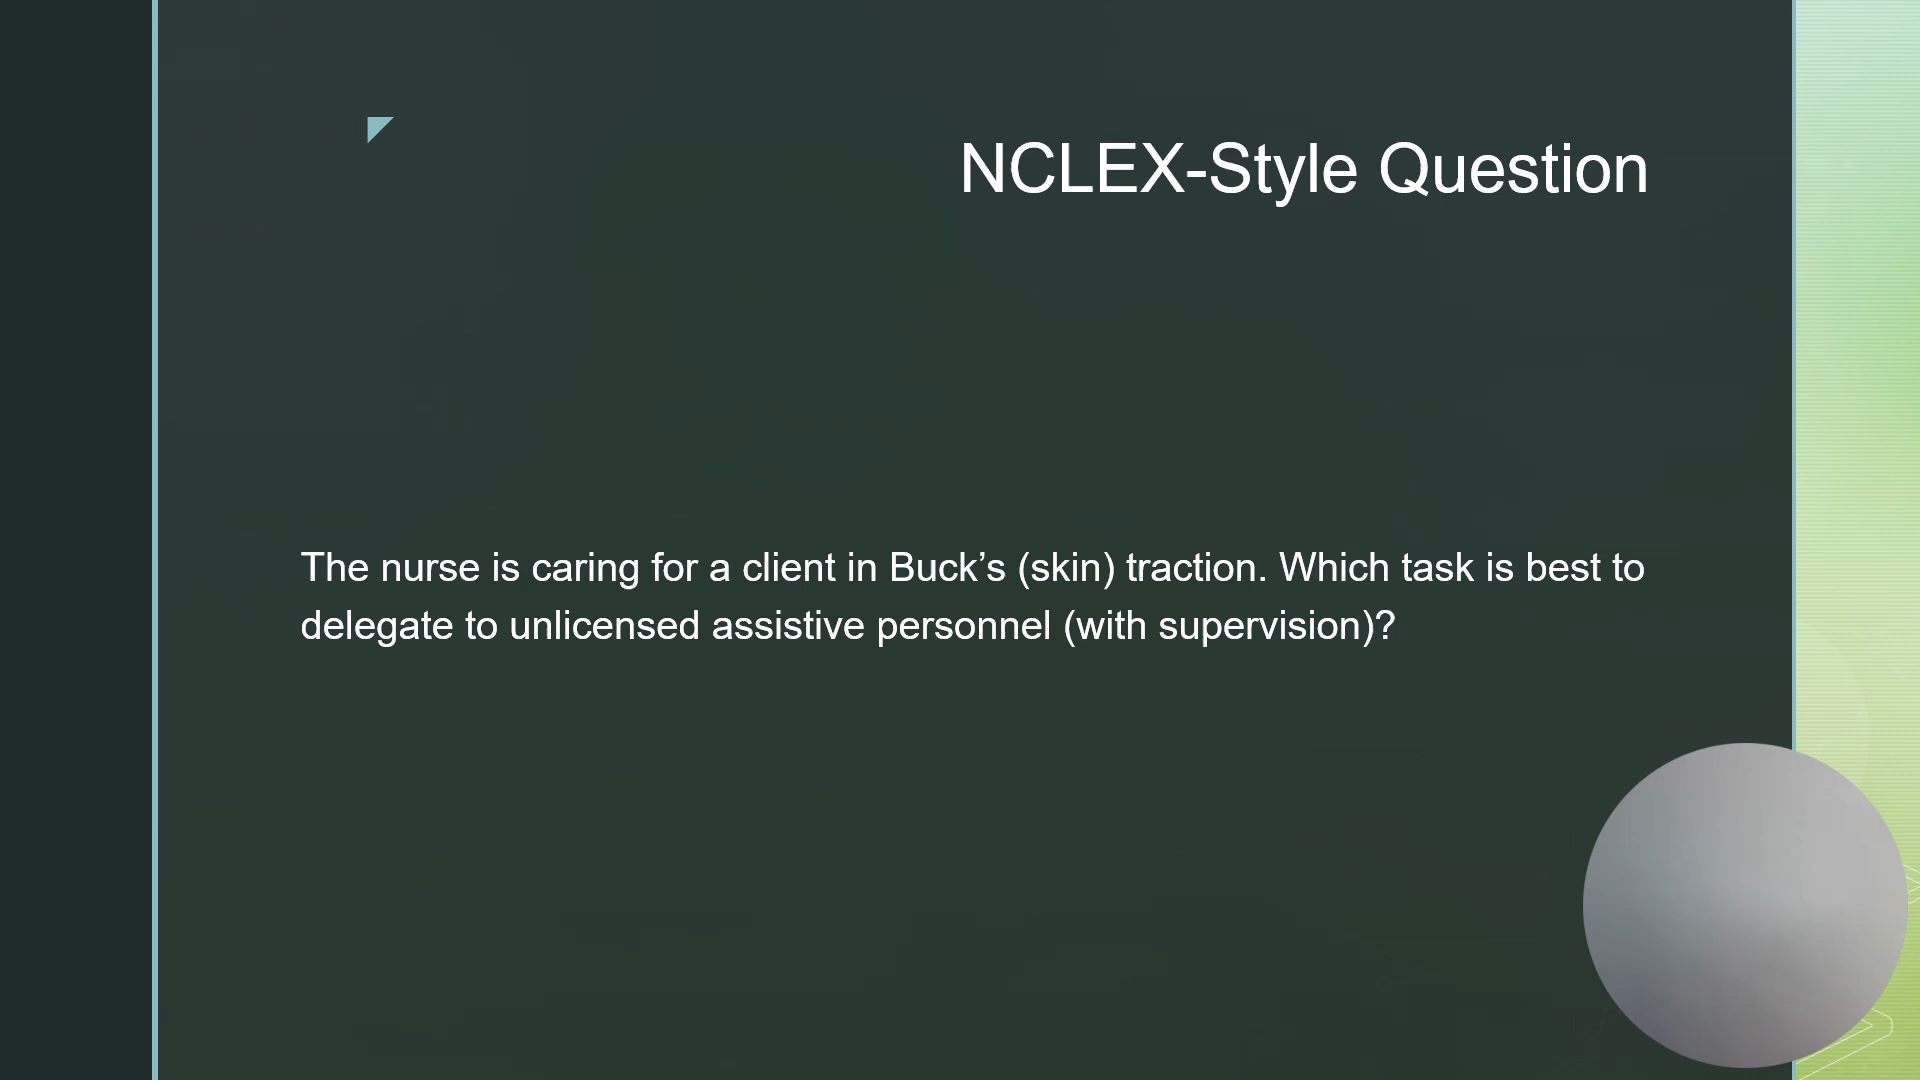 NCLEX-Style Question
The nurse is caring for a client in Buck’s (skin) traction. Which task is best to
delegate to unlicensed assistive personnel (with supervision)?